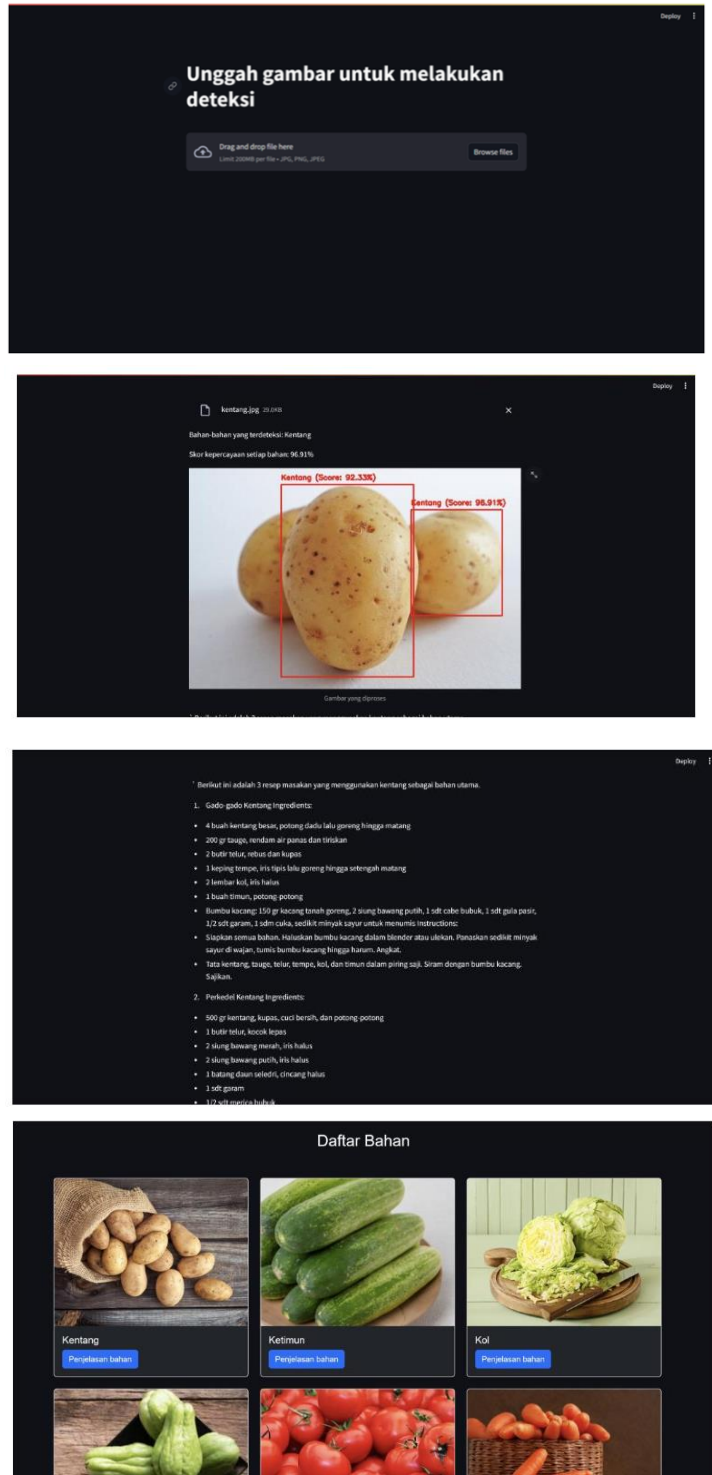 Deploy
Unggah gambar untuk melakukan
deteksi
Drag and drop file here
Limit 200MB per file • JPG, PNG, JPEG
Browse files
Deploy
kentang.jpg 29.0KB
Bahan-bahan yang terdeteksi: Kentang
Skor kepercayaan setiap bahan: 96.91%
Kentang (Score: 92.33%)
Kentang (Score: 96.91%)
Gambar yang diproses
Deploy
` Berikut ini adalah 3 resep masakan yang menggunakan kentang sebagai bahan utama.
1. Gado-gado Kentang Ingredients:
• 4 buah kentang besar, potong dadu lalu goreng hingga matang
• 200 gr tauge, rendam air panas dan tiriskan
• 2 butir telur, rebus dan kupas
• 1 keping tempe, iris tipis lalu goreng hingga setengah matang
• 2 lembar kol, iris halus
• 1 buah timun, potong-potong
• Bumbu kacang: 150 gr kacang tanah goreng, 2 siung bawang putih, 1 sdt cabe bubuk, 1 sdt gula pasir,
1/2 sdt garam, 1 sdm cuka, sedikit minyak sayur untuk menumis Instructions:
• Siapkan semua bahan. Haluskan bumbu kacang dalam blender atau ulekan. Panaskan sedikit minyak
sayur di wajan, tumis bumbu kacang hingga harum. Angkat.
• Tata kentang, tauge, telur, tempe, kol, dan timun dalam piring saji. Siram dengan bumbu kacang.
Sajikan.
2. Perkedel Kentang Ingredients:
• 500 gr kentang, kupas, cuci bersih, dan potong-potong
• 1 butir telur, kocok lepas
• 2 siung bawang merah, iris halus
• 2 siung bawang putih, iris halus
• 1 batang daun seledri, cincang halus
• 1 sdt garam
• 1/2 sdt merica bubuk
Daftar Bahan
Kentang
Penjelasan bahan
Ketimun
Penjelasan bahan
Kol
Penjelasan bahan